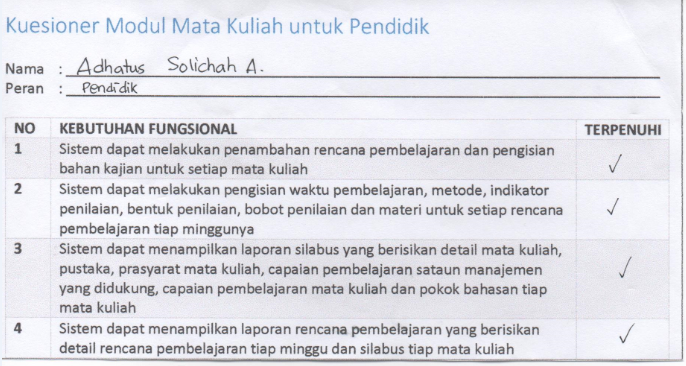 Kuesioner Modul Mata Kuliah untuk Pendidik
Nama : Adhatus Solichah A.
Peran : Pendidik
NO KEBUTUHAN FUNGSIONAL TERPENUHI
1 Sistem dapat melakukan penambahan rencana pembelajaran dan pengisian
bahan kajian untuk setiap mata kuliah ✓
2 Sistem dapat melakukan pengisian waktu pembelajaran, metode, indikator
penilaian, bentuk penilaian, bobot penilaian dan materi untuk setiap rencana ✓
pembelajaran tiap minggunya
3 Sistem dapat menampilkan laporan silabus yang berisikan detail mata kuliah,
pustaka, prasyarat mata kuliah, capaian pembelajaran sataun manajemen ✓
yang didukung, capaian pembelajaran mata kuliah dan pokok bahasan tiap
mata kuliah
4 Sistem dapat menampilkan laporan rencana pembelajaran yang berisikan ✓
detail rencana pembelajaran tiap minggu dan silabus tiap mata kuliah